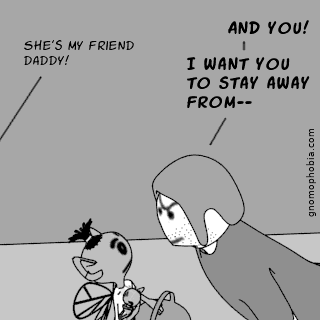 SHE'S MY FRIEND
DADDY!
AND YOU!
I WANT YOU
TO STAY AWAY
FROM--
gnomophobia.com